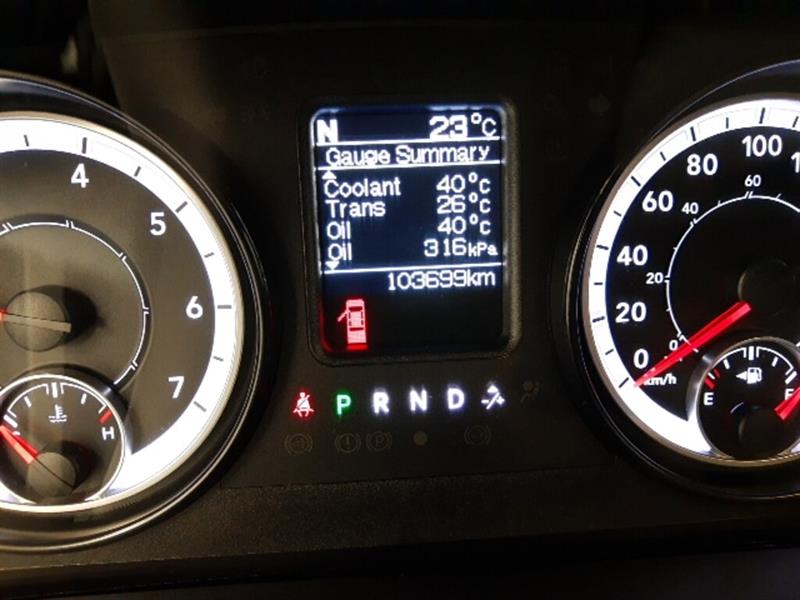 N 23°C
Gauge Summary
Coolant 40°C
Trans 26°C
Oil 40°C
Oil 316kPa
103699km
P R N D
4
5
6
7
H
0
20
40
60
80
100
0
20
40
60
km/h
E
F
P